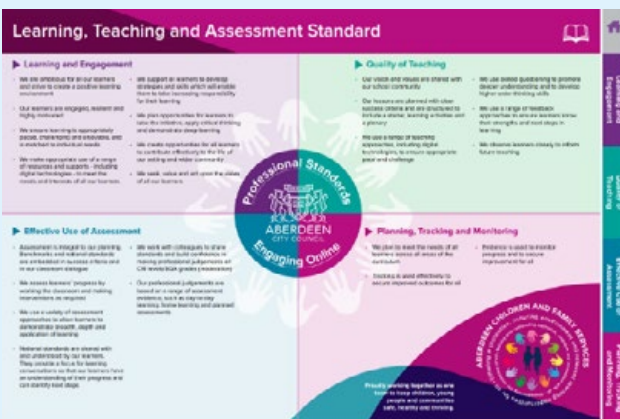 Learning, Teaching and Assessment Standard
Learning and Engagement
We are ambitious for all our learners
and strive to create a positive learning
environment
Our learners are engaged, resilient and
highly motivated
We ensure learning is appropriately
paced, challenging and enjoyable, and
is matched to individual needs
We make appropriate use of a range
of resources and supports - including
digital technologies - to meet the
needs and interests of all our learners
We support all learners to develop
strategies and skills which will enable
them to take increasing responsibility
for their learning
We plan opportunities for learners to
take the initiative, apply critical thinking
and demonstrate deep learning
We create opportunities for all learners
to contribute effectively to the life of
our setting and wider community
We seek, value and act upon the views
of all our learners
Quality of Teaching
Our vision and values are shared with
our school community
Our lessons are planned with clear
success criteria and are structured to
include a starter, learning activities and
a plenary
We use a range of teaching
approaches, including digital
technologies, to ensure appropriate
pace and challenge
We use skilled questioning to promote
deeper understanding and to develop
higher order thinking skills
We use a range of feedback
approaches to ensure learners know
their strengths and next steps in
learning
We observe learners closely to inform
future teaching
Professional Standards
ABERDEEN
CITY COUNCIL
Engaging Online
Effective Use of Assessment
Assessment is integral to our planning
Benchmarks and national standards
are embedded in success criteria and
in our classroom dialogue
We assess learners' progress by
working the classroom and making
interventions as required
We use a variety of assessment
approaches to allow learners to
demonstrate breadth, depth and
application of learning
National standards are shared with
and understood by our learners.
They provide a focus for learning
conversations so that our learners have
an understanding of their progress and
can identify next steps
We work with colleagues to share
standards and build confidence in
making professional judgements
Our professional judgements are
based on a range of assessment
evidence, such as day to day
learning, home learning and planned
assessments
Planning, Tracking and Monitoring
We plan to meet the needs of all
learners across all areas of the
curriculum
Tracking is used effectively to
secure improved outcomes for all
Evidence is used to monitor
progress and to secure
improvement for all
ABERDEEN CHILDREN AND FAMILY SERVICES
Proudly working together as one
team to keep children, young
people and communities
safe, healthy and thriving.
Learning and
Engagement
Quality of
Teaching
Effective Use of
Assessment
Planning, Tracking
and Monitoring